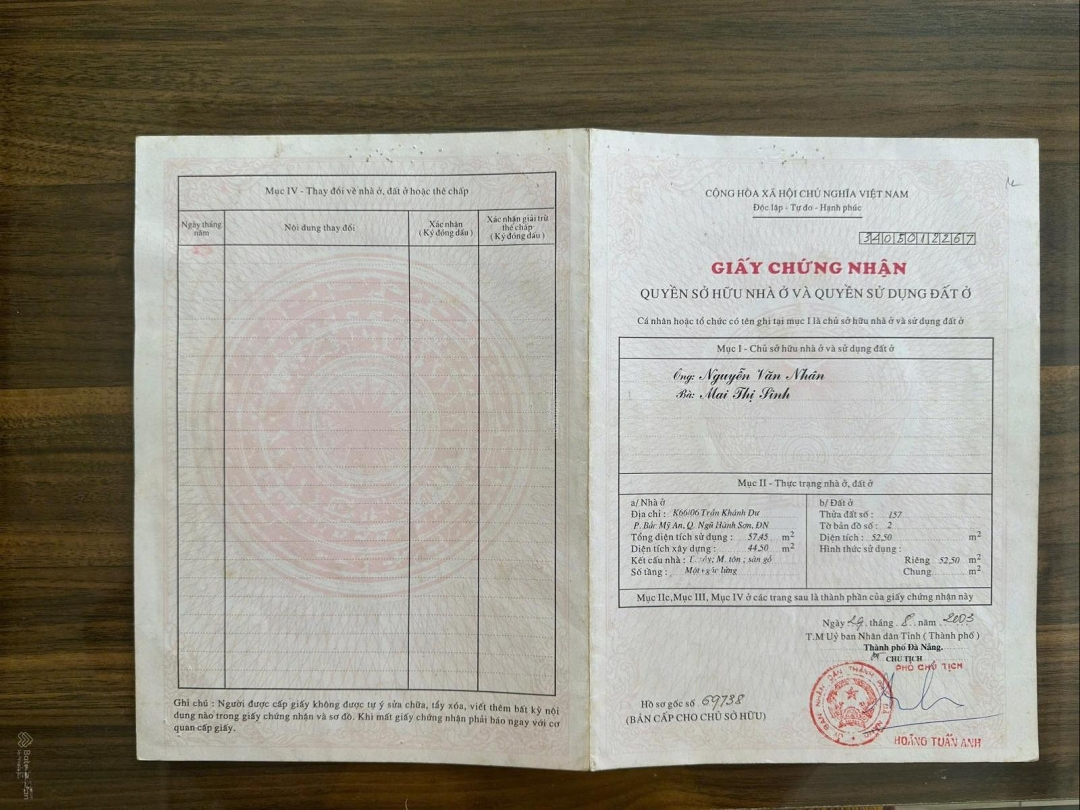 Mục IV - Thay đổi về nhà ở, đất ở hoặc thế chấp
Ngày tháng năm
Nội dung thay đổi
Xác nhận
( Ký đóng dấu )
Xác nhận giải trừ thế chấp
( Ký đóng dấu )
Ghi chú : Người được cấp giấy không được tự ý sửa chữa, tẩy xóa, viết thêm bất kỳ nội
dung nào trong giấy chứng nhận và sơ đồ. Khi mất giấy chứng nhận phải báo ngay với cơ
quan cấp giấy.
CỘNG HÒA XÃ HỘI CHỦ NGHĨA VIỆT NAM
Độc lập - Tự do - Hạnh phúc
3405012267
GIẤY CHỨNG NHẬN
QUYỀN SỞ HỮU NHÀ Ở VÀ QUYỀN SỬ DỤNG ĐẤT Ở
Cá nhân hoặc tổ chức có tên ghi tại mục I là chủ sở hữu nhà ở và sử dụng đất ở
Mục I - Chủ sở hữu nhà ở và sử dụng đất ở
Ông: Nguyễn Văn Nhân
Bà: Mai Thị Sinh
Mục II - Thực trạng nhà ở, đất ở
a/ Nhà ở
Địa chỉ : K66/06 Trần Khánh Dư
P. Bắc Mỹ An, Q. Ngũ Hành Sơn, ĐN
Tổng diện tích sử dụng : 57,45 m2
Diện tích xây dựng : 44,50 m2
Kết cấu nhà : M. tôn ; sàn gỗ
Số tầng : Một gác lửng
b/ Đất ở
Thửa đất số : 157
Tờ bản đồ số : 2
Diện tích : 52,50 m2
Hình thức sử dụng :
Riêng 52,50 m2
Chung m2
Mục IIc,Mục III, Mục IV ở các trang sau là thành phần của giấy chứng nhận này
Ngày 29 tháng 8 năm 2003
T.M Uỷ ban Nhân dân Tỉnh ( Thành phố )
Thành phố Đà Nẵng.
CHỦ TỊCH
PHÓ CHỦ TỊCH
Hồ sơ gốc số 69738
(BẢN CẤP CHO CHỦ SỞ HỮU)
HOÀNG TUẤN ANH